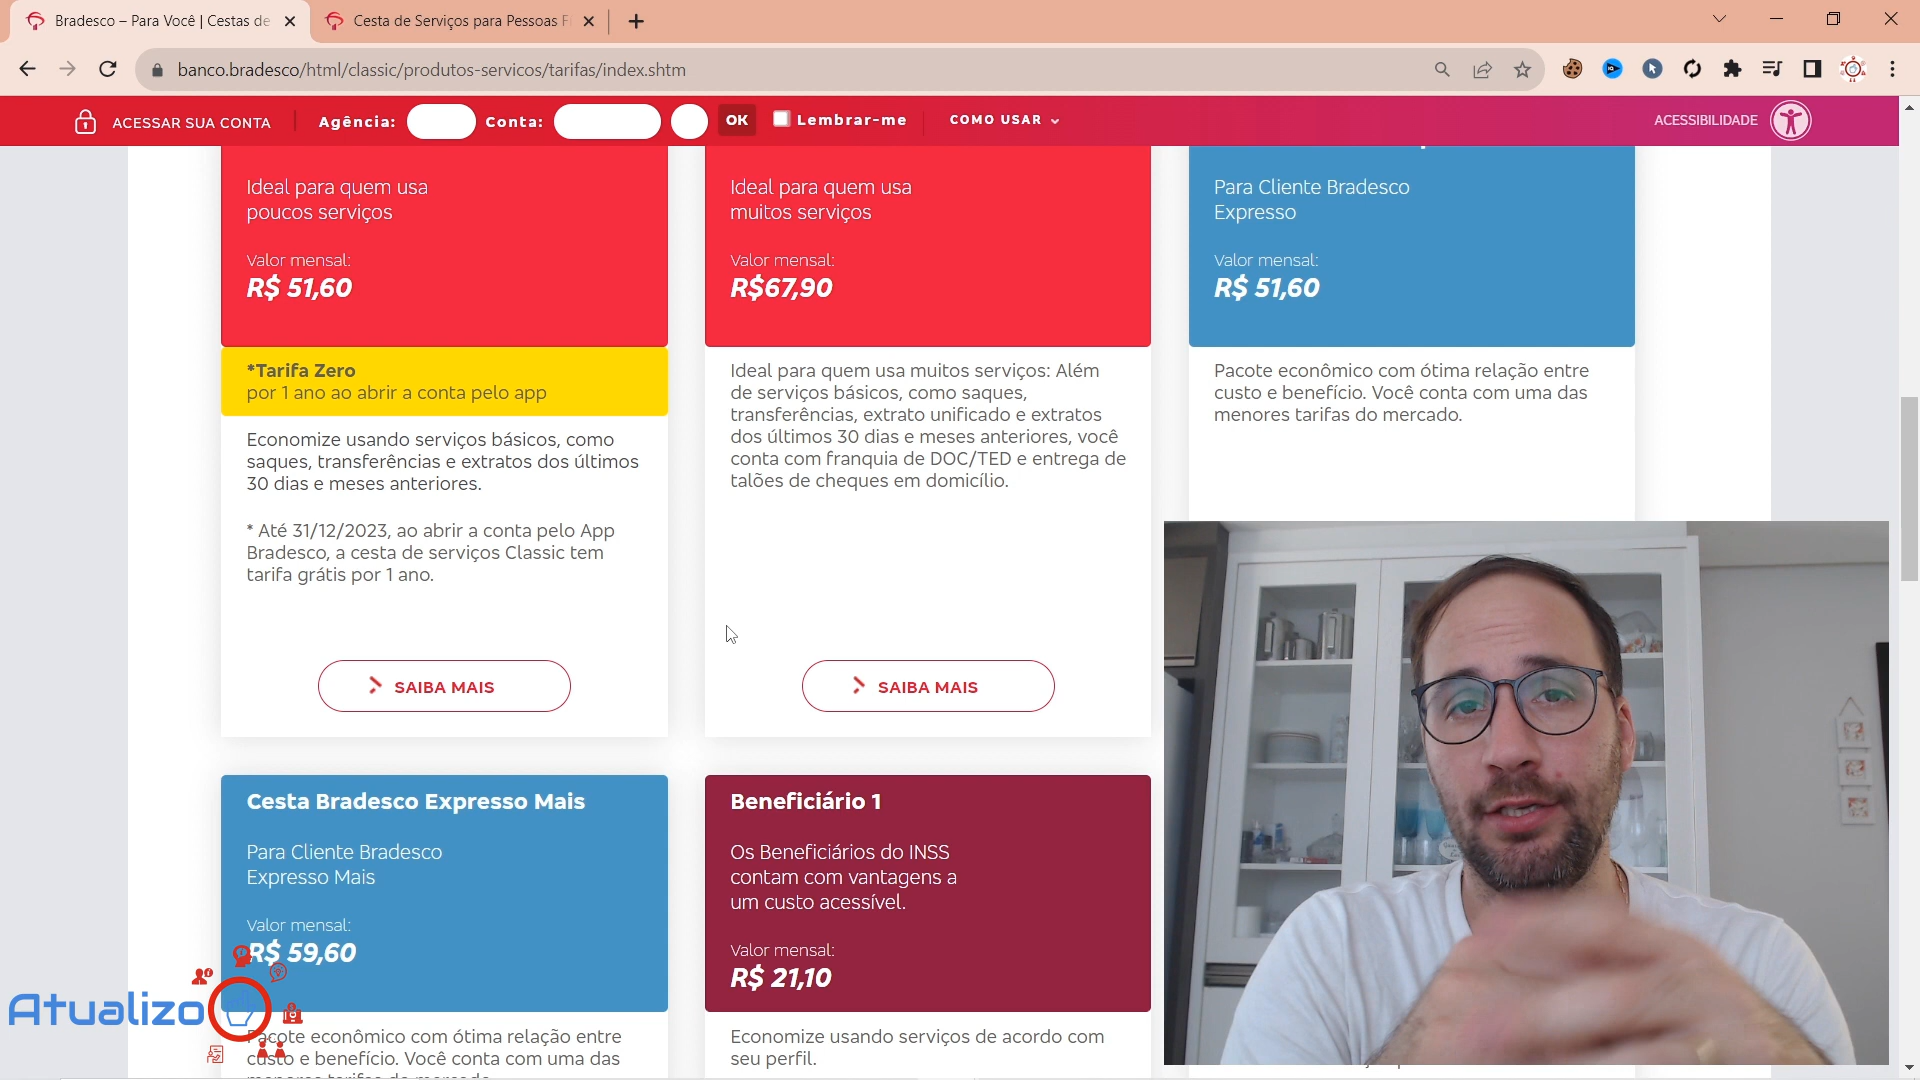 Bradesco – Para Você | Cestas de
Cesta de Serviços para Pessoas F
banco.bradesco/html/classic/produtos-servicos/tarifas/index.shtm
ACESSAR SUA CONTA
Agência:
Conta:
OK
Lembrar-me
COMO USAR
ACESSIBILIDADE
Ideal para quem usa
poucos serviços
Valor mensal:
R$ 51,60
*Tarifa Zero
por 1 ano ao abrir a conta pelo app
Economize usando serviços básicos, como
saques, transferências e extratos dos últimos
30 dias e meses anteriores.
* Até 31/12/2023, ao abrir a conta pelo App
Bradesco, a cesta de serviços Classic tem
tarifa grátis por 1 ano.
SAIBA MAIS
Ideal para quem usa
muitos serviços
Valor mensal:
R$67,90
Ideal para quem usa muitos serviços: Além
de serviços básicos, como saques,
transferências, extrato unificado e extratos
dos últimos 30 dias e meses anteriores, você
conta com franquia de DOC/TED e entrega de
talões de cheques em domicílio.
SAIBA MAIS
Para Cliente Bradesco
Expresso
Valor mensal:
R$ 51,60
Pacote econômico com ótima relação entre
custo e benefício. Você conta com uma das
menores tarifas do mercado.
Cesta Bradesco Expresso Mais
Para Cliente Bradesco
Expresso Mais
Valor mensal:
R$ 59,60
Pacote econômico com ótima relação entre
custo e benefício. Você conta com uma das
Beneficiário 1
Os Beneficiários do INSS
contam com vantagens a
um custo acessível.
Valor mensal:
R$ 21,10
Economize usando serviços de acordo com
seu perfil.
Atualizo